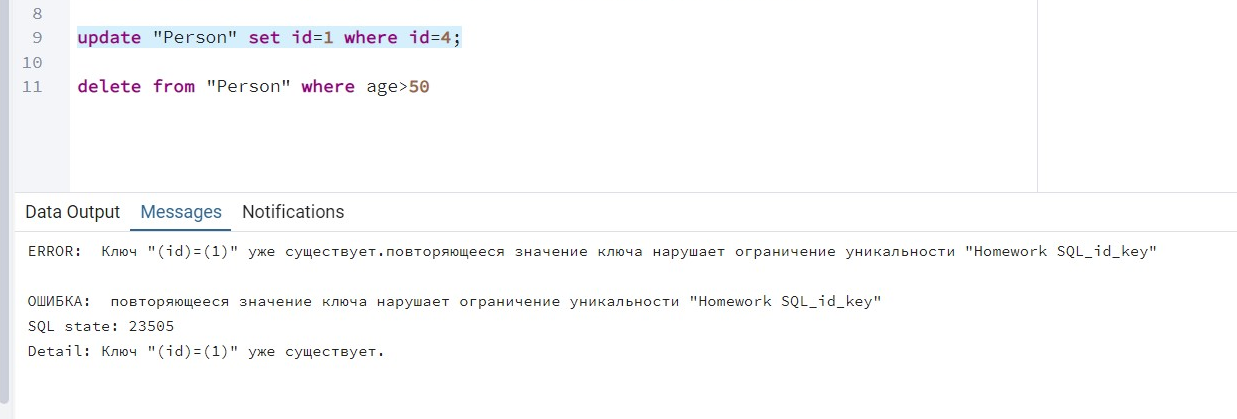 8
9 update "Person" set id=1 where id=4;
10
11 delete from "Person" where age>50
Data Output Messages Notifications
ERROR:  Ключ "(id)=(1)" уже существует.повторяющееся значение ключа нарушает ограничение уникальности "Homework SQL_id_key"
ОШИБКА:  повторяющееся значение ключа нарушает ограничение уникальности "Homework SQL_id_key"
SQL state: 23505
Detail: Ключ "(id)=(1)" уже существует.